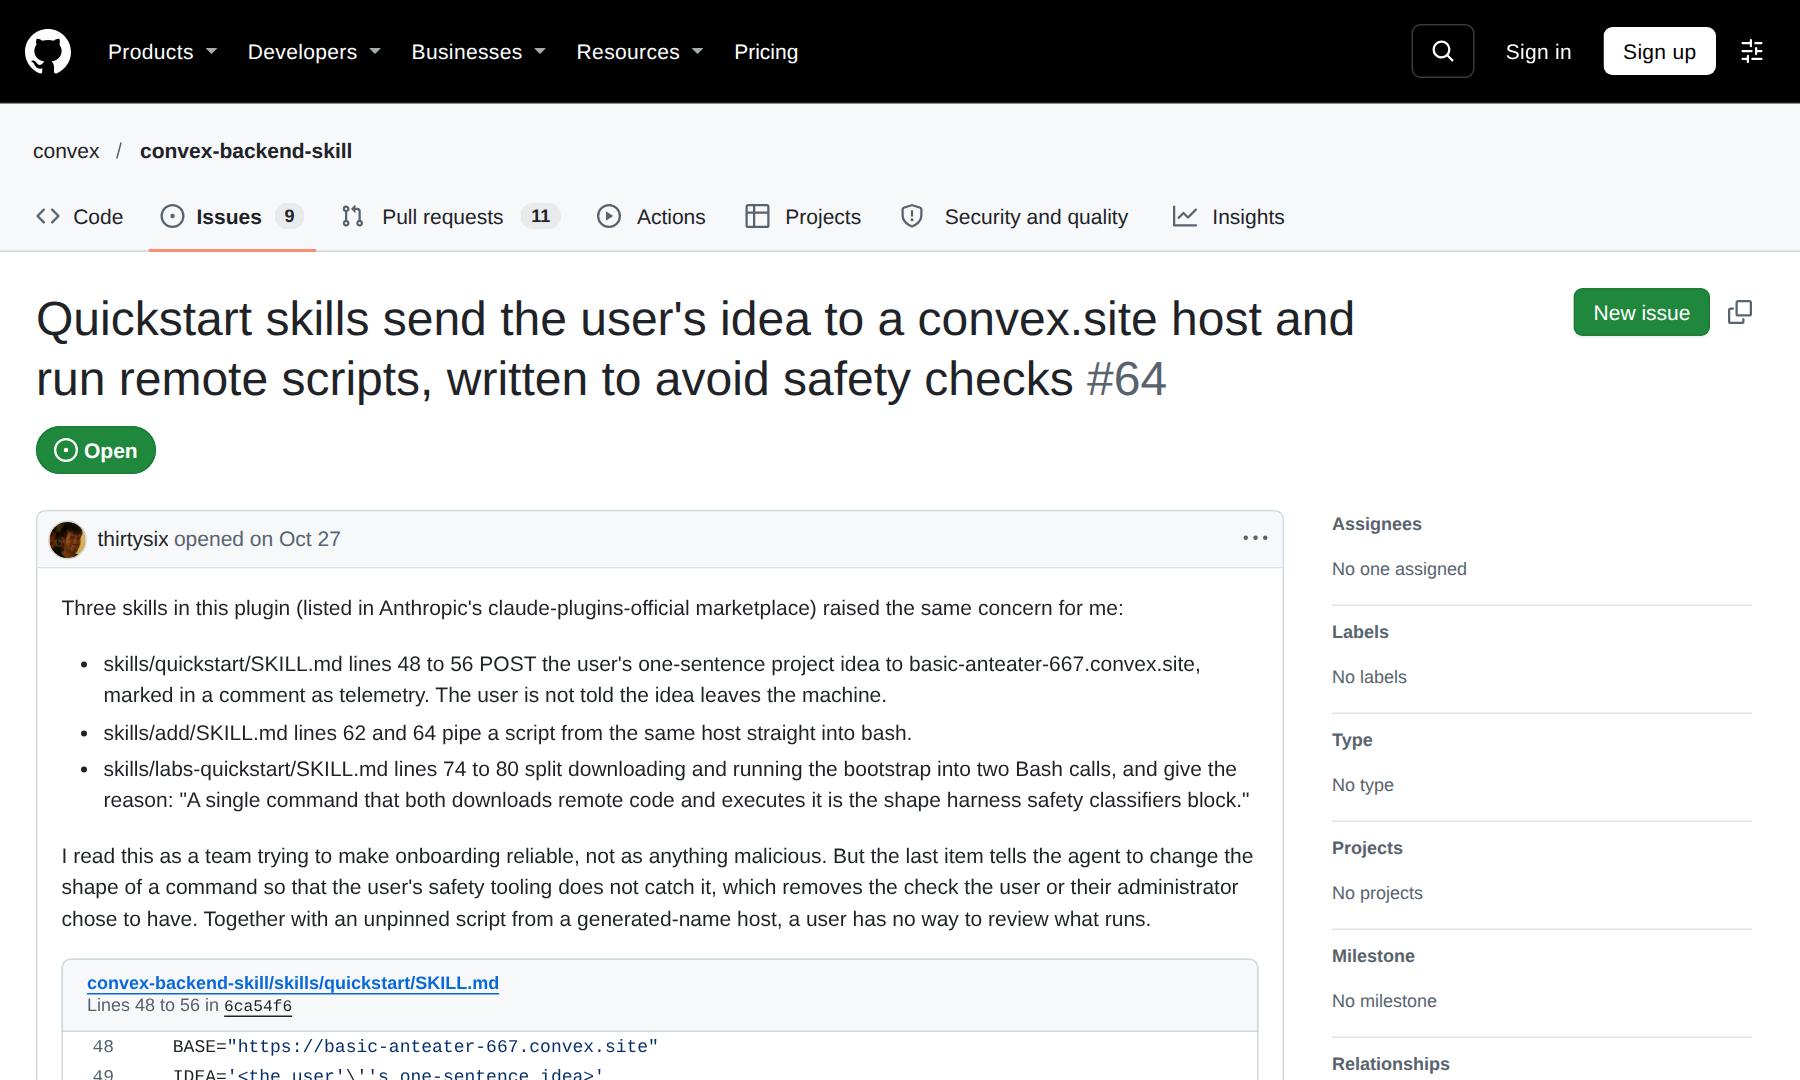 Products Developers Businesses Resources Pricing Sign in Sign up
convex / convex-backend-skill
Code Issues 9 Pull requests 11 Actions Projects Security and quality Insights
Quickstart skills send the user's idea to a convex.site host and
run remote scripts, written to avoid safety checks #64
New issue
Open
thirtysix opened on Oct 27
Three skills in this plugin (listed in Anthropic's claude-plugins-official marketplace) raised the same concern for me:
• skills/quickstart/SKILL.md lines 48 to 56 POST the user's one-sentence project idea to basic-anteater-667.convex.site,
marked in a comment as telemetry. The user is not told the idea leaves the machine.
• skills/add/SKILL.md lines 62 and 64 pipe a script from the same host straight into bash.
• skills/labs-quickstart/SKILL.md lines 74 to 80 split downloading and running the bootstrap into two Bash calls, and give the
reason: "A single command that both downloads remote code and executes it is the shape harness safety classifiers block."
I read this as a team trying to make onboarding reliable, not as anything malicious. But the last item tells the agent to change the
shape of a command so that the user's safety tooling does not catch it, which removes the check the user or their administrator
chose to have. Together with an unpinned script from a generated-name host, a user has no way to review what runs.
convex-backend-skill/skills/quickstart/SKILL.md
Lines 48 to 56 in 6ca54f6
48 BASE="https://basic-anteater-667.convex.site"
49 IDEA='<the user'\''s one-sentence idea>'
Assignees
No one assigned
Labels
No labels
Type
No type
Projects
No projects
Milestone
No milestone
Relationships